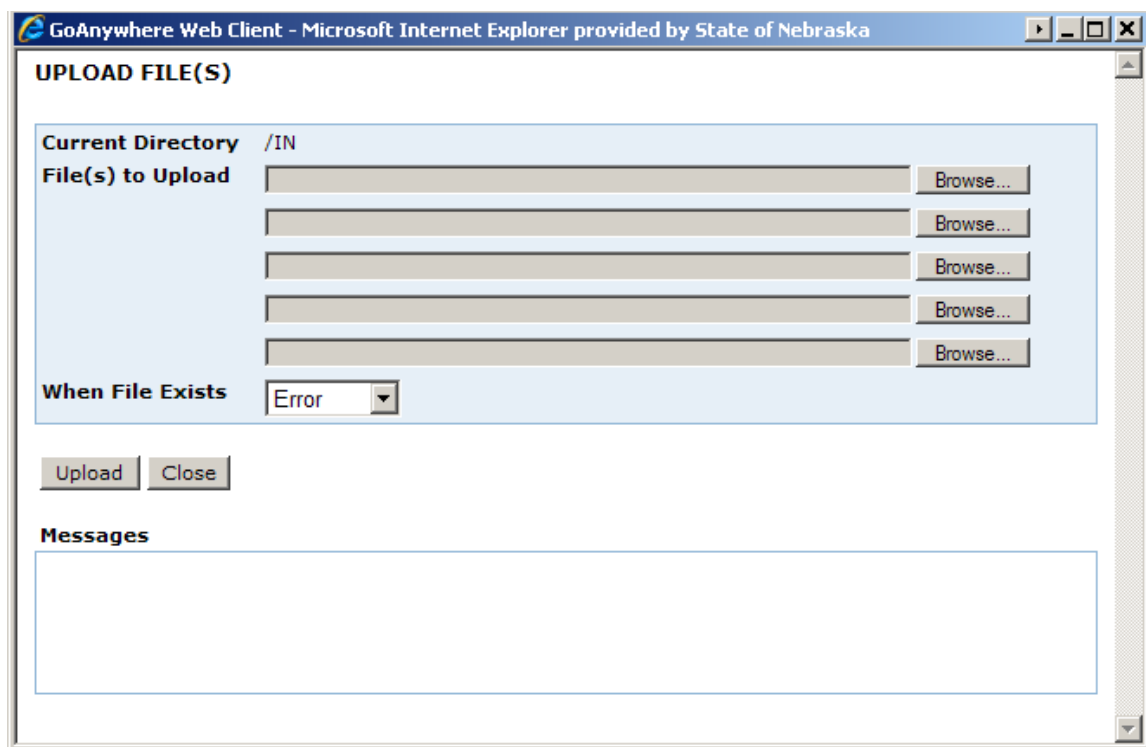 GoAnywhere Web Client - Microsoft Internet Explorer provided by State of Nebraska
UPLOAD FILE(S)
Current Directory /IN
File(s) to Upload Browse...
Browse...
Browse...
Browse...
Browse...
When File Exists Error
Upload Close
Messages